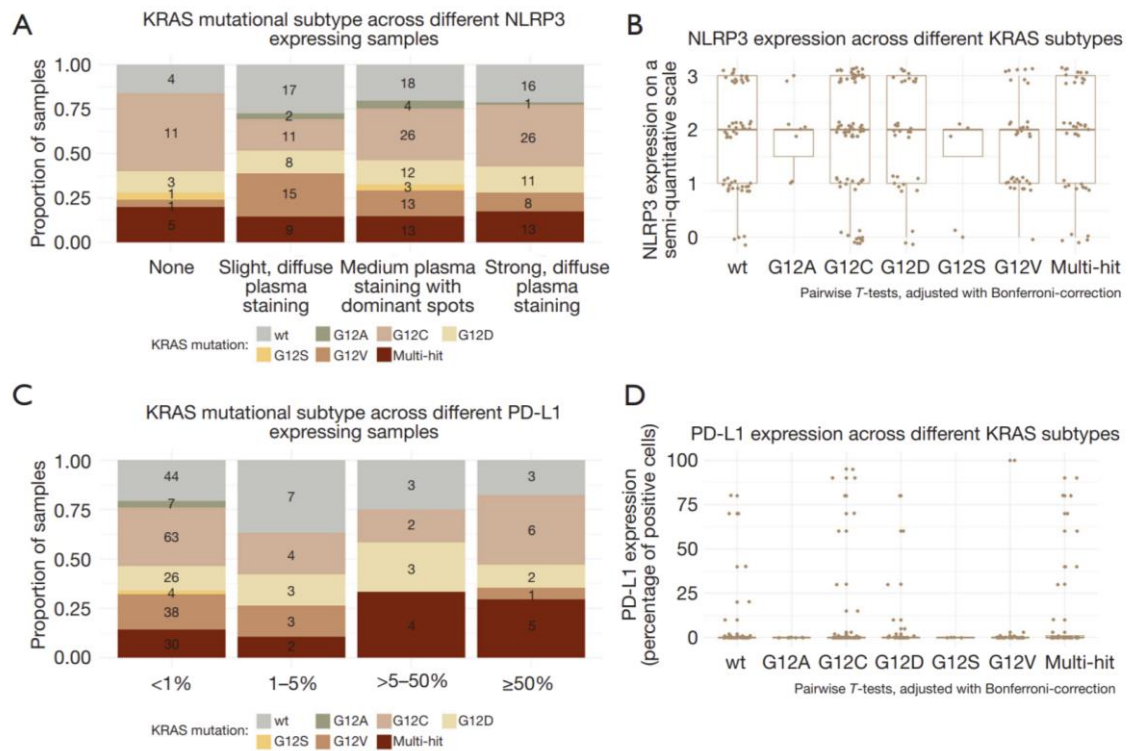 A
KRAS mutational subtype across different NLRP3
expressing samples
Proportion of samples
1.00
0.75
0.50
0.25
0.00
4
11
3
1
1
5
17
2
11
8
15
9
18
4
26
12
3
13
13
16
1
26
11
8
13
None
Slight, diffuse
plasma
staining
Medium plasma
staining with
dominant spots
Strong, diffuse
plasma
staining
KRAS mutation:
wt
G12A
G12C
G12D
G12S
G12V
Multi-hit
B
NLRP3 expression across different KRAS subtypes
NLRP3 expression on a
semi-quantitative scale
3
2
1
0
wt G12A G12C G12D G12S G12V Multi-hit
Pairwise T-tests, adjusted with Bonferroni-correction
C
KRAS mutational subtype across different PD-L1
expressing samples
Proportion of samples
1.00
0.75
0.50
0.25
0.00
44
7
63
26
4
38
30
7
4
3
3
2
3
2
3
4
3
6
2
1
5
<1%
1–5%
>5–50%
≥50%
KRAS mutation:
wt
G12A
G12C
G12D
G12S
G12V
Multi-hit
D
PD-L1 expression across different KRAS subtypes
PD-L1 expression
(percentage of positive cells)
100
75
50
25
0
wt G12A G12C G12D G12S G12V Multi-hit
Pairwise T-tests, adjusted with Bonferroni-correction